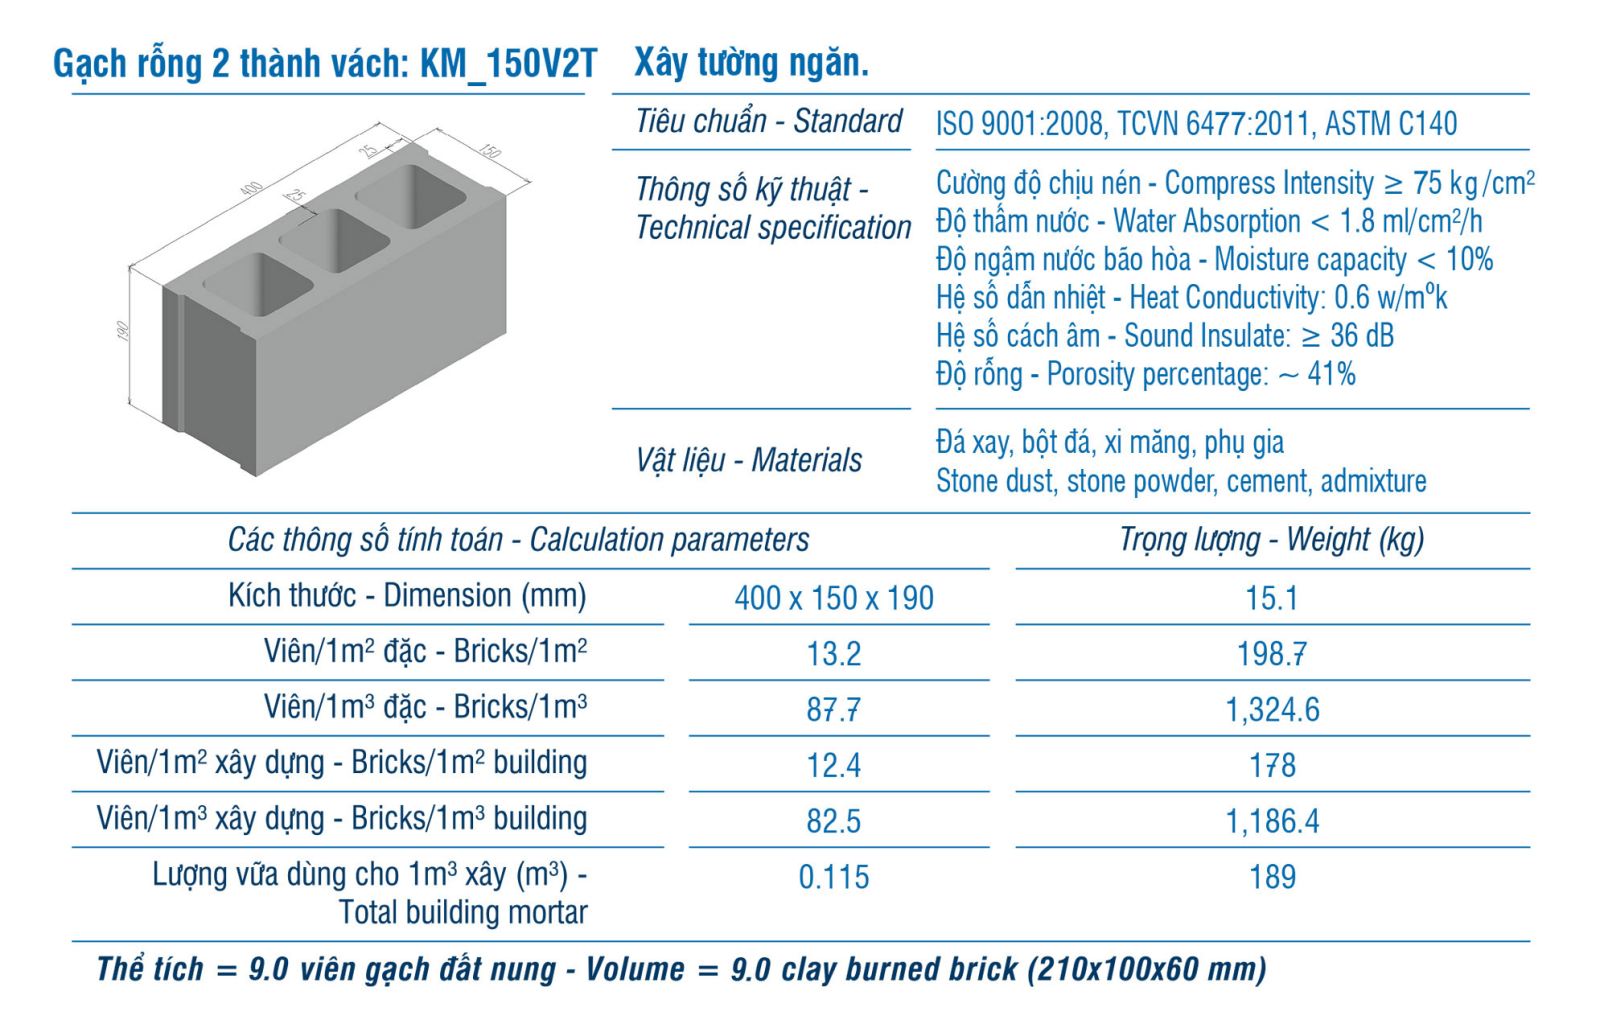 Gạch rỗng 2 thành vách: KM_150V2T
Xây tường ngăn.
400
25
25
150
190
Tiêu chuẩn - Standard
ISO 9001:2008, TCVN 6477:2011, ASTM C140
Thông số kỹ thuật -
Technical specification
Cường độ chịu nén - Compress Intensity ≥ 75 kg/cm²
Độ thấm nước - Water Absorption < 1.8 ml/cm²/h
Độ ngậm nước bão hòa - Moisture capacity < 10%
Hệ số dẫn nhiệt - Heat Conductivity: 0.6 w/m⁰k
Hệ số cách âm - Sound Insulate: ≥ 36 dB
Độ rỗng - Porosity percentage: ~ 41%
Vật liệu - Materials
Đá xay, bột đá, xi măng, phụ gia
Stone dust, stone powder, cement, admixture
Các thông số tính toán - Calculation parameters
Trọng lượng - Weight (kg)
Kích thước - Dimension (mm) 400 x 150 x 190 15.1
Viên/1m² đặc - Bricks/1m² 13.2 198.7
Viên/1m³ đặc - Bricks/1m³ 87.7 1,324.6
Viên/1m² xây dựng - Bricks/1m² building 12.4 178
Viên/1m³ xây dựng - Bricks/1m³ building 82.5 1,186.4
Lượng vữa dùng cho 1m³ xây (m³) - 0.115 189
Total building mortar
Thể tích = 9.0 viên gạch đất nung - Volume = 9.0 clay burned brick (210x100x60 mm)